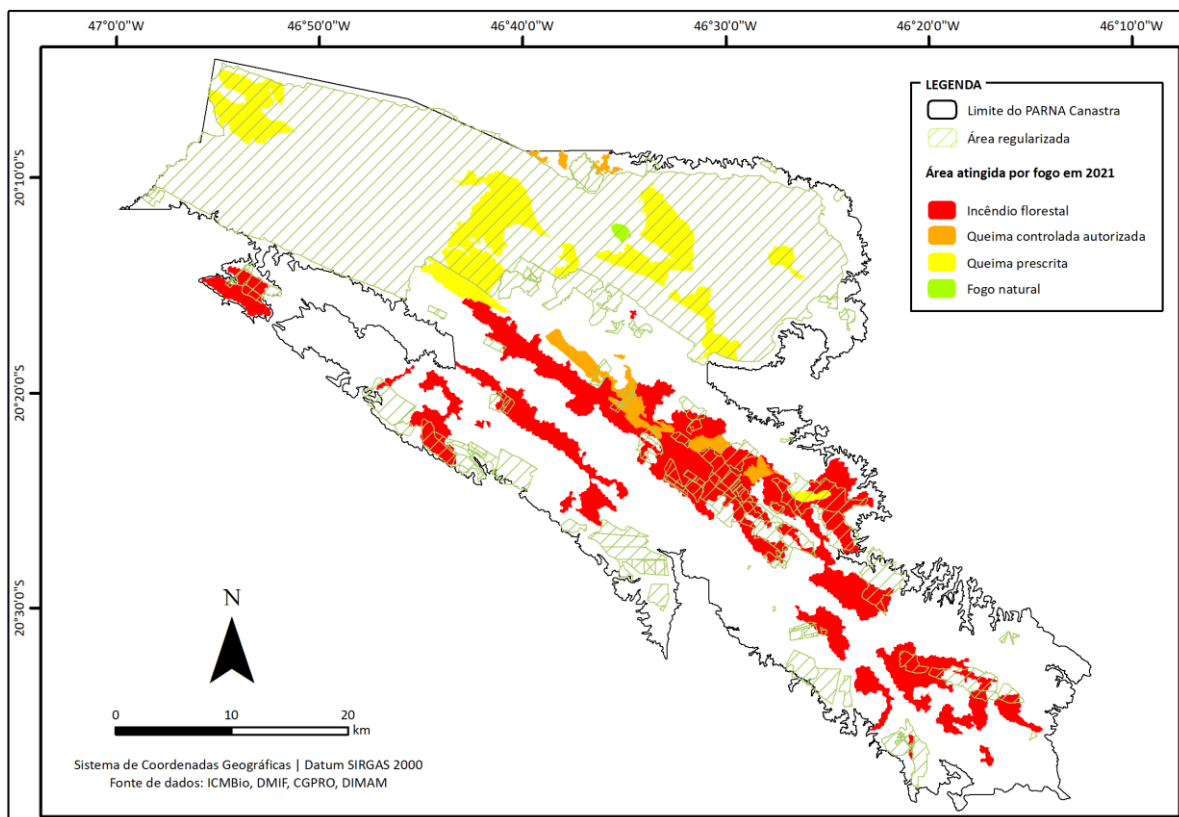 47°0'0"W 46°50'0"W 46°40'0"W 46°30'0"W 46°20'0"W 46°10'0"W
LEGENDA
Limite do PARNA Canastra
Área regularizada
Área atingida por fogo em 2021
Incêndio florestal
Queima controlada autorizada
Queima prescrita
Fogo natural
20°10'0"S
20°20'0"S
20°30'0"S
N
0 10 20
km
Sistema de Coordenadas Geográficas | Datum SIRGAS 2000
Fonte de dados: ICMBio, DMIF, CGPRO, DIMAM